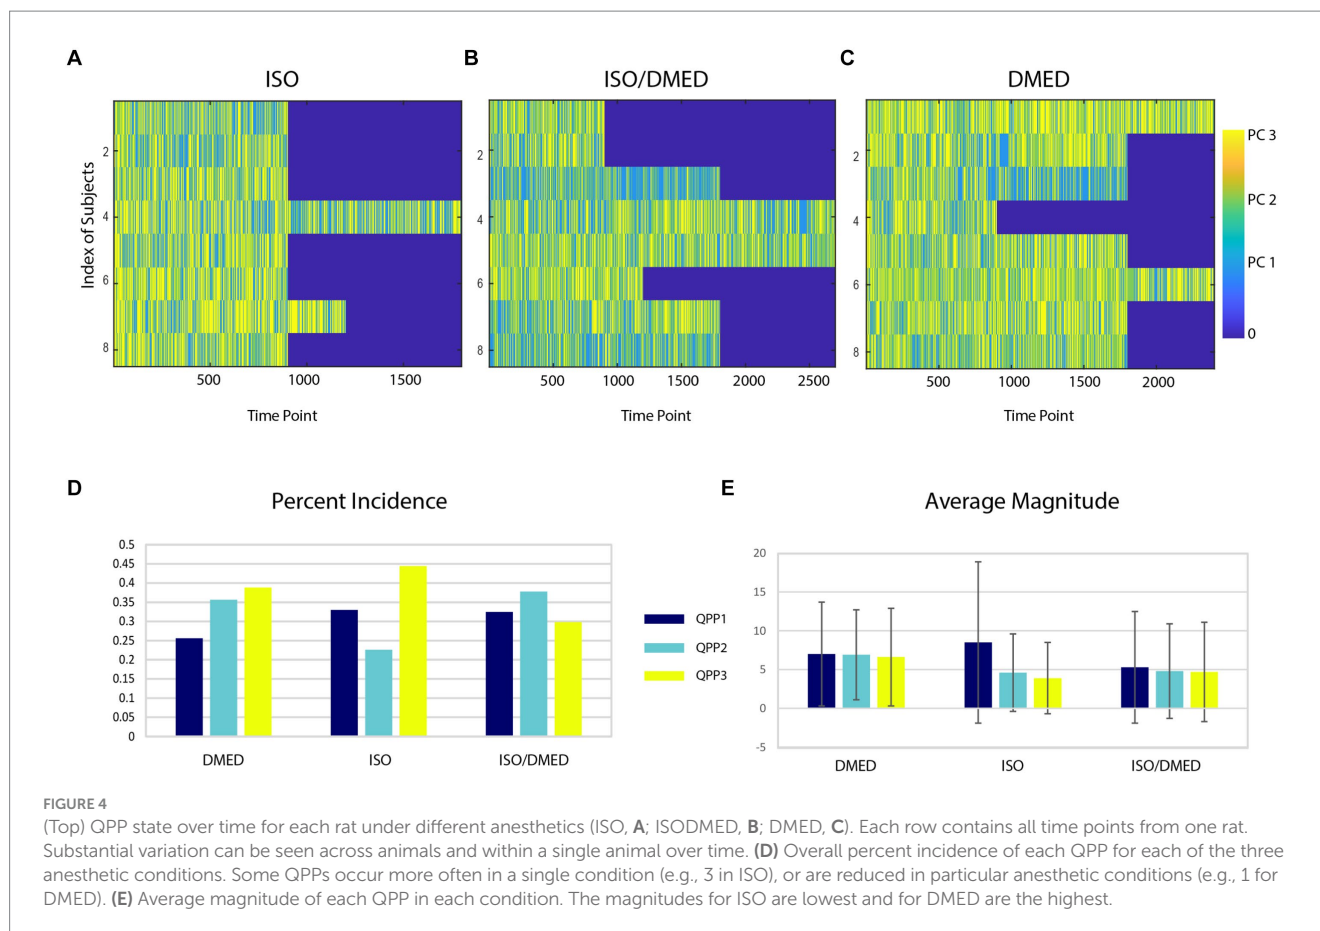 A
B
C
ISO
ISO/DMED
DMED
Index of Subjects
2
4
6
8
500
1000
1500
Time Point
2
4
6
8
500
1000
1500
2000
2500
Time Point
2
4
6
8
500
1000
1500
2000
Time Point
PC 3
PC 2
PC 1
0
D
Percent Incidence
0.5
0.45
0.4
0.35
0.3
0.25
0.2
0.15
0.1
0.05
0
DMED
ISO
ISO/DMED
QPP1
QPP2
QPP3
E
Average Magnitude
20
15
10
5
0
-5
DMED
ISO
ISO/DMED
FIGURE 4
(Top) QPP state over time for each rat under different anesthetics (ISO, A; ISODMED, B; DMED, C). Each row contains all time points from one rat.
Substantial variation can be seen across animals and within a single animal over time. (D) Overall percent incidence of each QPP for each of the three
anesthetic conditions. Some QPPs occur more often in a single condition (e.g., 3 in ISO), or are reduced in particular anesthetic conditions (e.g., 1 for
DMED). (E) Average magnitude of each QPP in each condition. The magnitudes for ISO are lowest and for DMED are the highest.